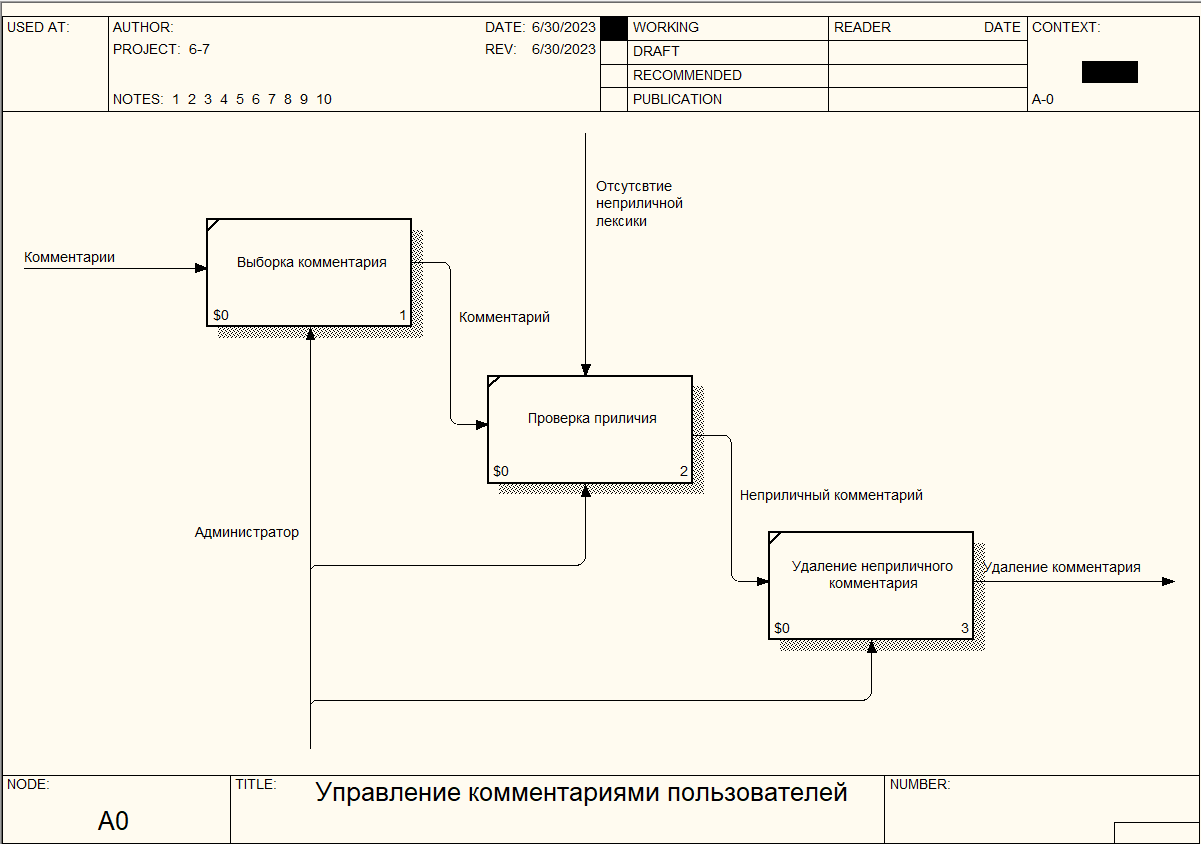 USED AT:
AUTHOR:
DATE: 6/30/2023
PROJECT: 6-7
REV: 6/30/2023
NOTES: 1 2 3 4 5 6 7 8 9 10
WORKING
DRAFT
RECOMMENDED
PUBLICATION
READER
DATE
CONTEXT:
A-0
Отсутсвтие
неприличной
лексики
Комментарии
Выборка комментария
$0
1
Комментарий
Проверка приличия
$0
2
Неприличный комментарий
Администратор
Удаление неприличного
комментария
$0
3
Удаление комментария
NODE:
A0
TITLE:
Управление комментариями пользователей
NUMBER: